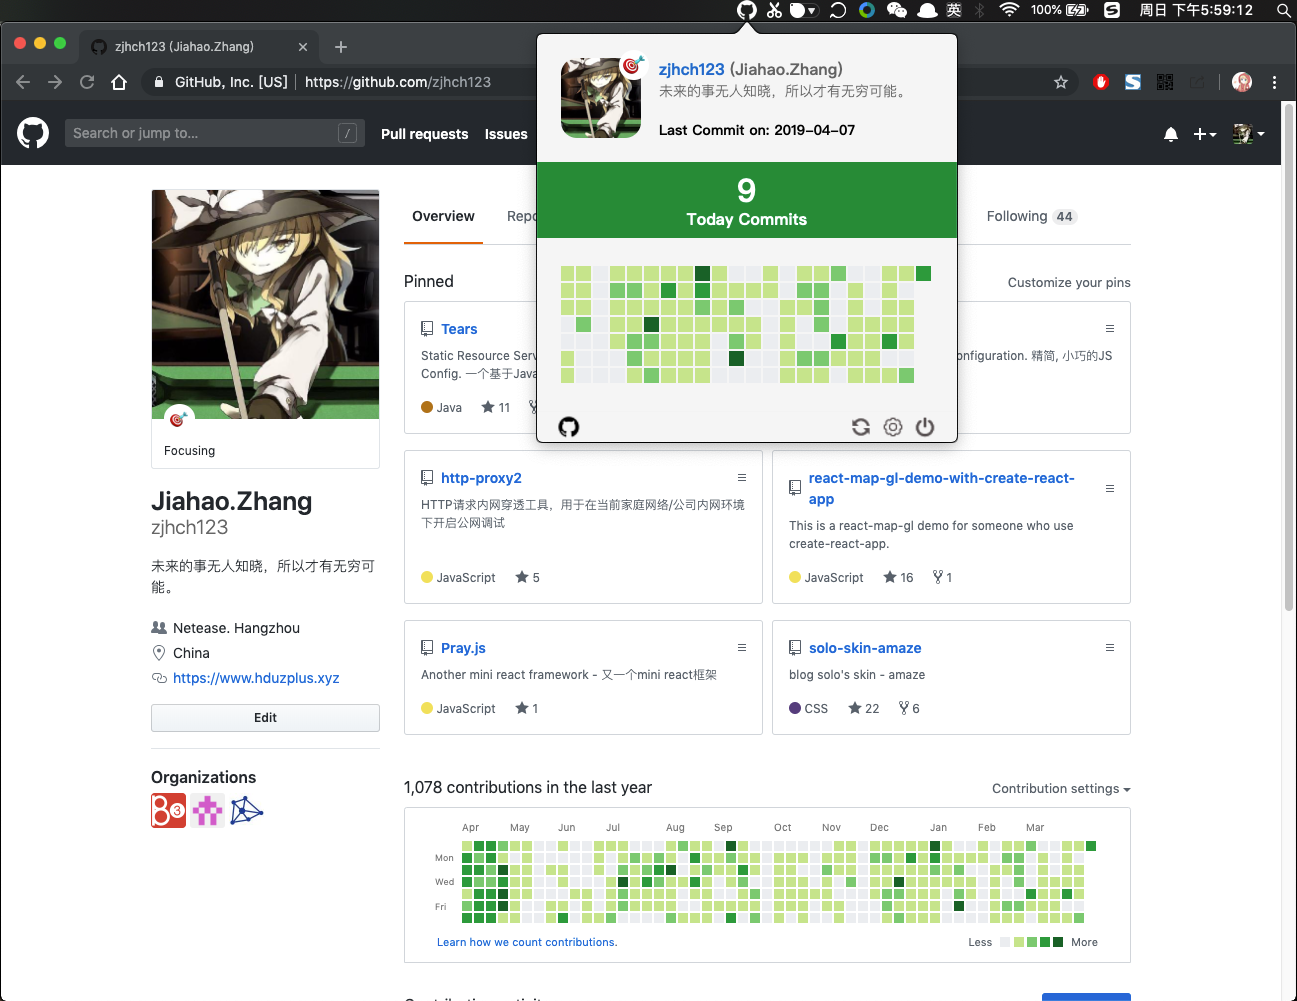 英
100%
周日 下午5:59:12
zjhch123 (Jiahao.Zhang)
GitHub, Inc. [US]
https://github.com/zjhch123
Search or jump to...
/
Pull requests
Issues
zjhch123 (Jiahao.Zhang)
未来的事无人知晓，所以才有无穷可能。
Last Commit on: 2019-04-07
9
Today Commits
Overview
Following 44
Focusing
Jiahao.Zhang
zjhch123
未来的事无人知晓，所以才有无穷可
能。
Netease. Hangzhou
China
https://www.hduzplus.xyz
Edit
Organizations
Pinned
Customize your pins
Tears
Static Resource
Config. 一个基于
Java
11
精简, 小巧的JS
http-proxy2
HTTP请求内网穿透工具，用于在当前家庭网络/公司内网环境
下开启公网调试
JavaScript
5
react-map-gl-demo-with-create-react-
app
This is a react-map-gl demo for someone who use
create-react-app.
JavaScript
16
1
Pray.js
Another mini react framework - 又一个mini react框架
JavaScript
1
solo-skin-amaze
blog solo's skin - amaze
CSS
22
6
1,078 contributions in the last year
Contribution settings
Apr May Jun Jul Aug Sep Oct Nov Dec Jan Feb Mar
Mon
Wed
Fri
Learn how we count contributions.
Less
More